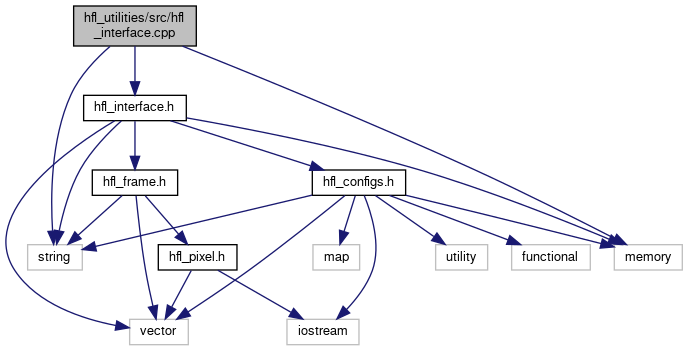 hfl_utilities/src/hfl
_interface.cpp
hfl_interface.h
hfl_frame.h
hfl_configs.h
string
hfl_pixel.h
map
utility
functional
memory
vector
iostream